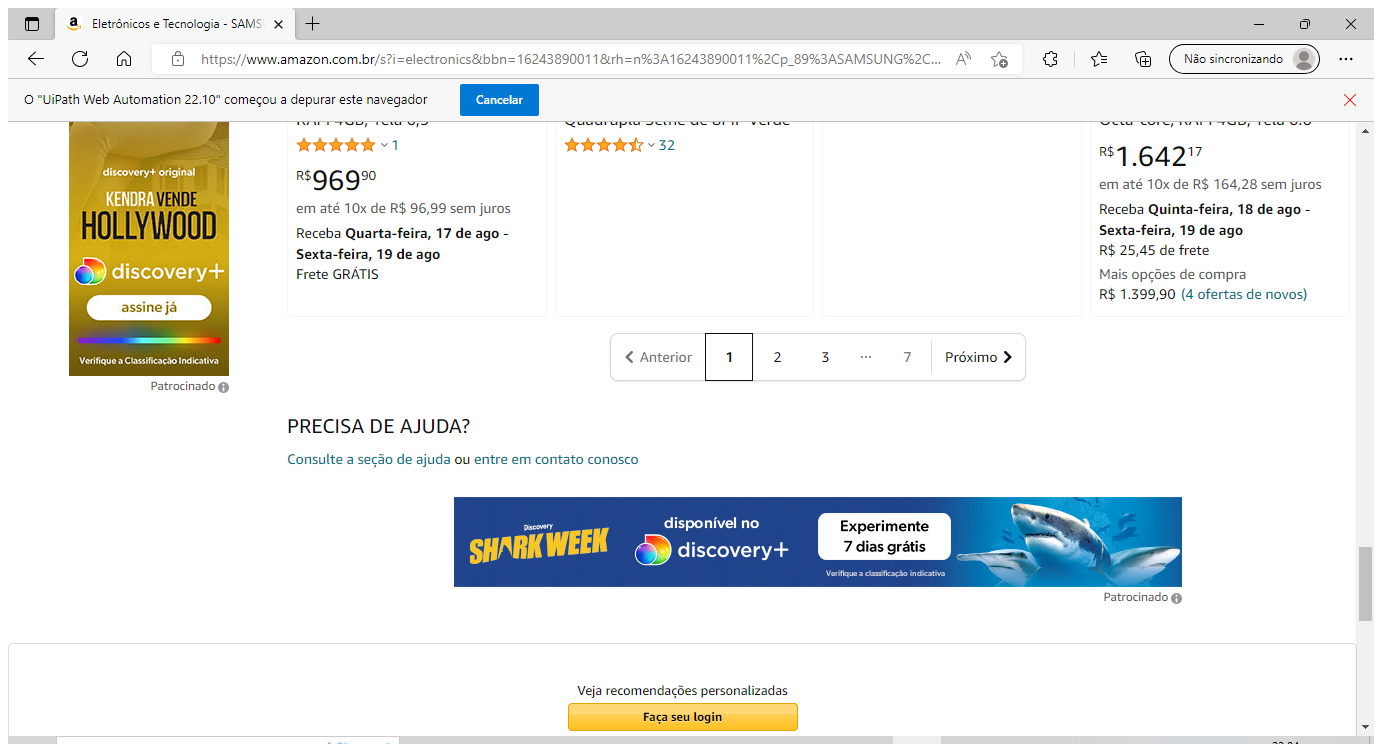 Eletrônicos e Tecnologia - SAMS
https://www.amazon.com.br/s?i=electronics&bbn=16243890011&rh=n%3A16243890011%2Cp_89%3ASAMSUNG%2C...
Não sincronizando
O "UiPath Web Automation 22.10" começou a depurar este navegador
Cancelar
discovery+ original
KENDRA VENDE
HOLLYWOOD
discovery+
assine já
Verifique a Classificação Indicativa
Patrocinado
RAM 4GB, Tela 6,5
1
R$969 90
em até 10x de R$ 96,99 sem juros
Receba Quarta-feira, 17 de ago -
Sexta-feira, 19 de ago
Frete GRÁTIS
32
R$1.642 17
em até 10x de R$ 164,28 sem juros
Receba Quinta-feira, 18 de ago -
Sexta-feira, 19 de ago
R$ 25,45 de frete
Mais opções de compra
R$ 1.399,90 (4 ofertas de novos)
Anterior 1 2 3 ... 7 Próximo
PRECISA DE AJUDA?
Consulte a seção de ajuda ou entre em contato conosco
Discovery
SHARK WEEK
disponível no
discovery+
Experimente
7 dias grátis
Verifique a classificação indicativa
Patrocinado
Veja recomendações personalizadas
Faça seu login